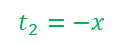 t₂ = −x